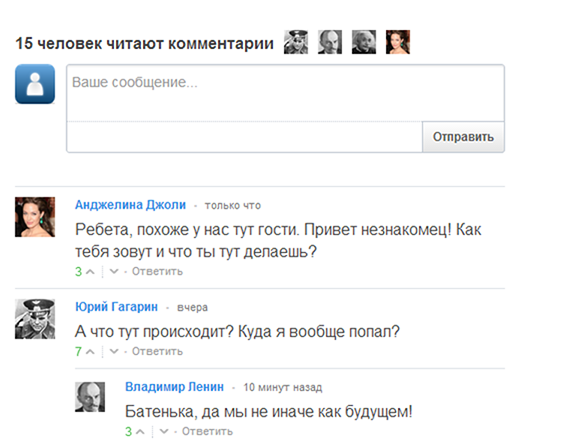 15 человек читают комментарии
Ваше сообщение...
Отправить
Анджелина Джоли - только что
Ребета, похоже у нас тут гости. Привет незнакомец! Как
тебя зовут и что ты тут делаешь?
3 | • Ответить
Юрий Гагарин - вчера
А что тут происходит? Куда я вообще попал?
7 | • Ответить
Владимир Ленин - 10 минут назад
Батенька, да мы не иначе как будущем!
3 | • Ответить